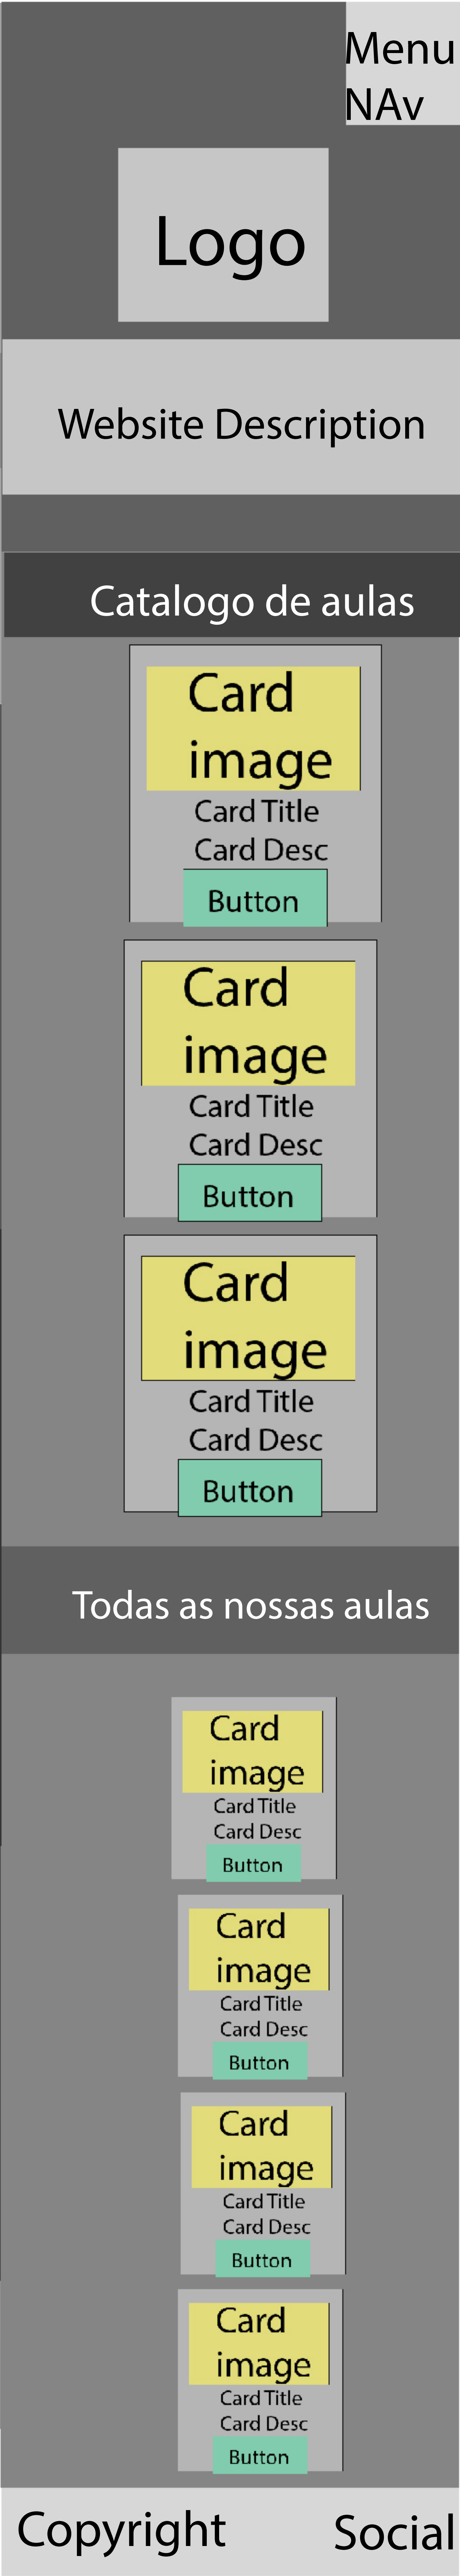 Menu
NAv
Logo
Website Description
Catalogo de aulas
Card
image
Card Title
Card Desc
Button
Card
image
Card Title
Card Desc
Button
Card
image
Card Title
Card Desc
Button
Todas as nossas aulas
Card
image
Card Title
Card Desc
Button
Card
image
Card Title
Card Desc
Button
Card
image
Card Title
Card Desc
Button
Card
image
Card Title
Card Desc
Button
Copyright Social